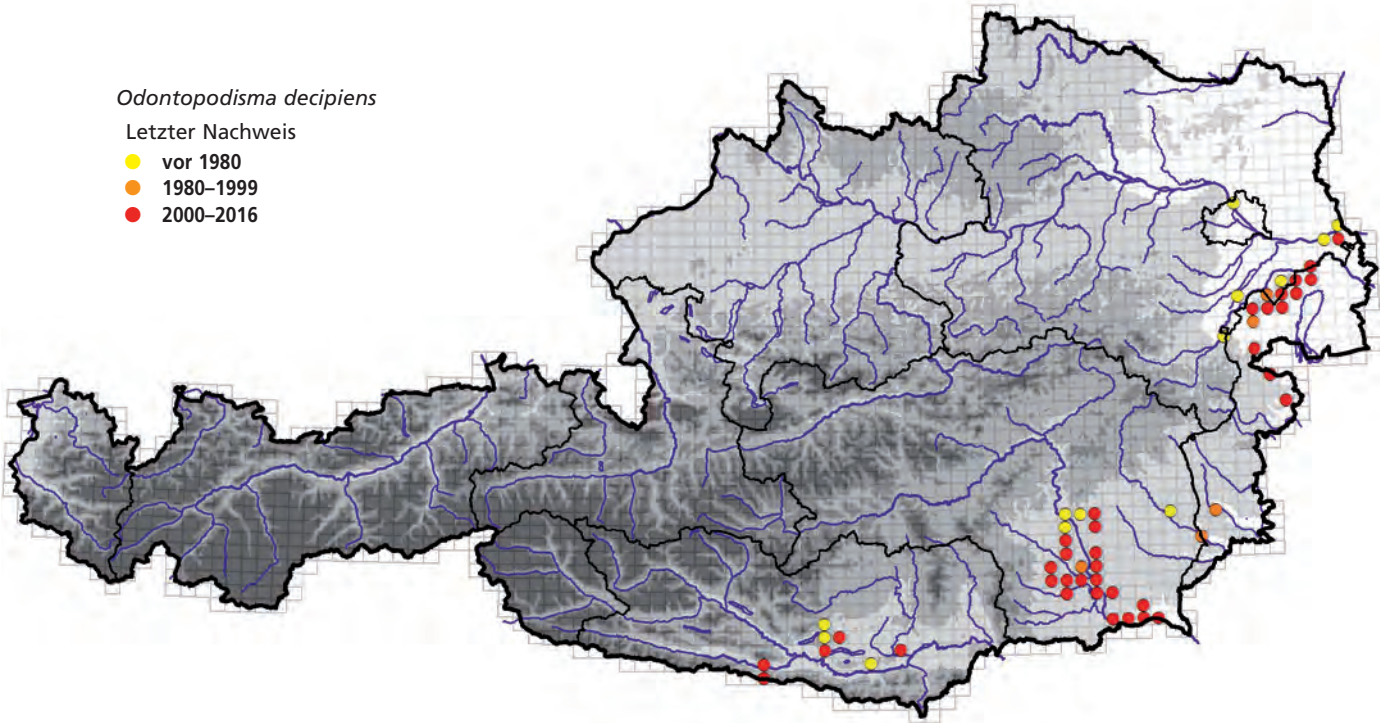 Odontopodisma decipiens
Letzter Nachweis
vor 1980
1980–1999
2000–2016